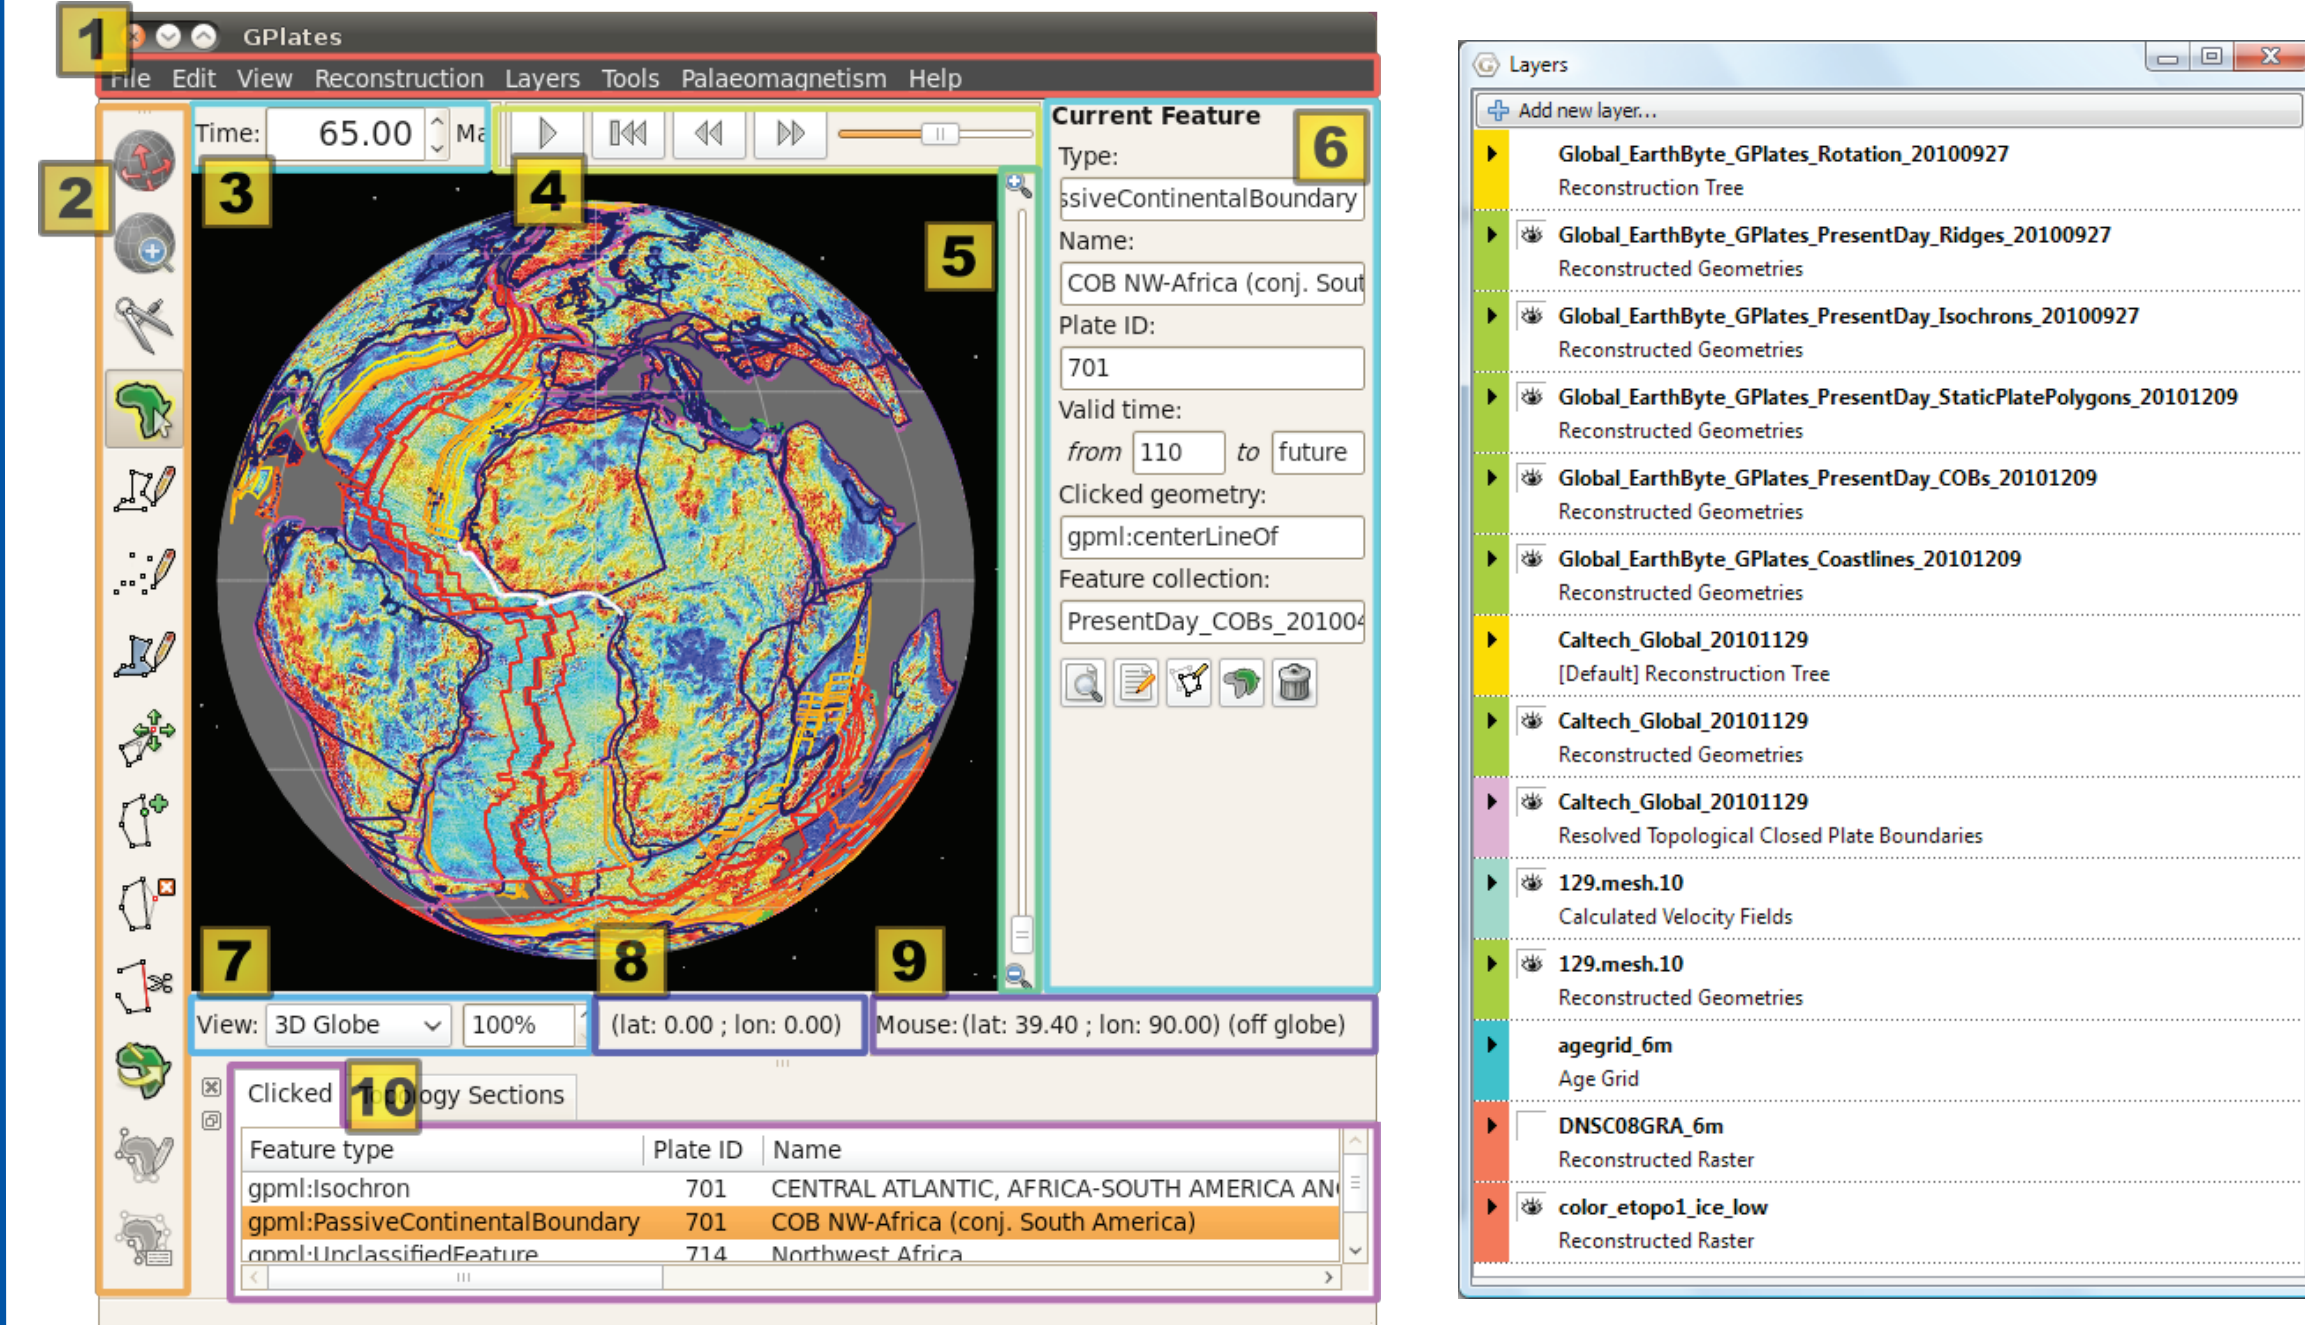 1
GPlates
File Edit View Reconstruction Layers Tools Palaeomagnetism Help
2
Time: 65.00 Ma
3
4
5
Current Feature
6
Type:
ssiveContinentalBoundary
Name:
COB NW-Africa (conj. Sout
Plate ID:
701
Valid time:
from 110 to future
Clicked geometry:
gpml:centerLineOf
Feature collection:
PresentDay_COBs_201004
7
8
9
View: 3D Globe 100% (lat: 0.00 ; lon: 0.00) Mouse: (lat: 39.40 ; lon: 90.00) (off globe)
10
Clicked Topology Sections
Feature type Plate ID Name
gpml:Isochron 701 CENTRAL ATLANTIC, AFRICA-SOUTH AMERICA AN
gpml:PassiveContinentalBoundary 701 COB NW-Africa (conj. South America)
gpml:UnclassifiedFeature 714 Northwest Africa
Layers
Add new layer...
Global_EarthByte_GPlates_Rotation_20100927
Reconstruction Tree
Global_EarthByte_GPlates_PresentDay_Ridges_20100927
Reconstructed Geometries
Global_EarthByte_GPlates_PresentDay_Isochrons_20100927
Reconstructed Geometries
Global_EarthByte_GPlates_PresentDay_StaticPlatePolygons_20101209
Reconstructed Geometries
Global_EarthByte_GPlates_PresentDay_COBs_20101209
Reconstructed Geometries
Global_EarthByte_GPlates_Coastlines_20101209
Reconstructed Geometries
Caltech_Global_20101129
[Default] Reconstruction Tree
Caltech_Global_20101129
Reconstructed Geometries
Caltech_Global_20101129
Resolved Topological Closed Plate Boundaries
129.mesh.10
Calculated Velocity Fields
129.mesh.10
Reconstructed Geometries
agegrid_6m
Age Grid
DNSC08GRA_6m
Reconstructed Raster
color_etopo1_ice_low
Reconstructed Raster